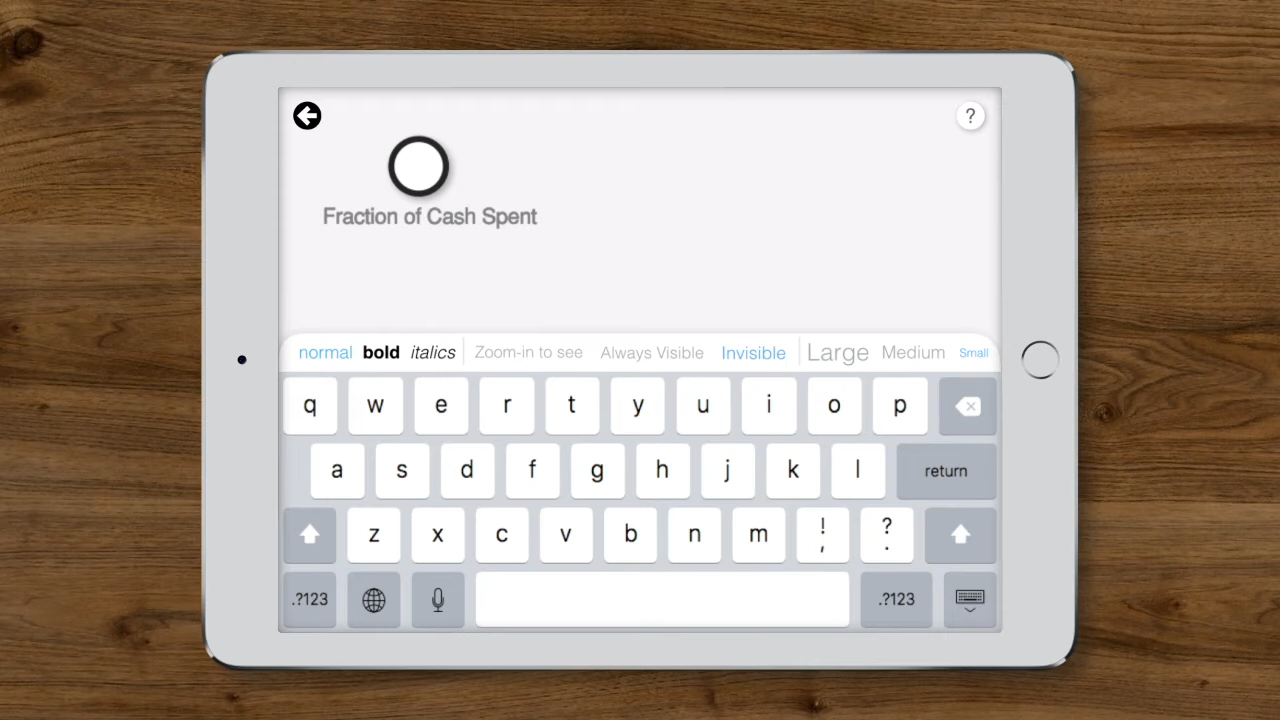 ?
Fraction of Cash Spent
normal bold italics Zoom-in to see Always Visible Invisible Large Medium Small
q w e r t y u i o p
a s d f g h j k l return
z x c v b n m ! , ? .
.?123 .?123